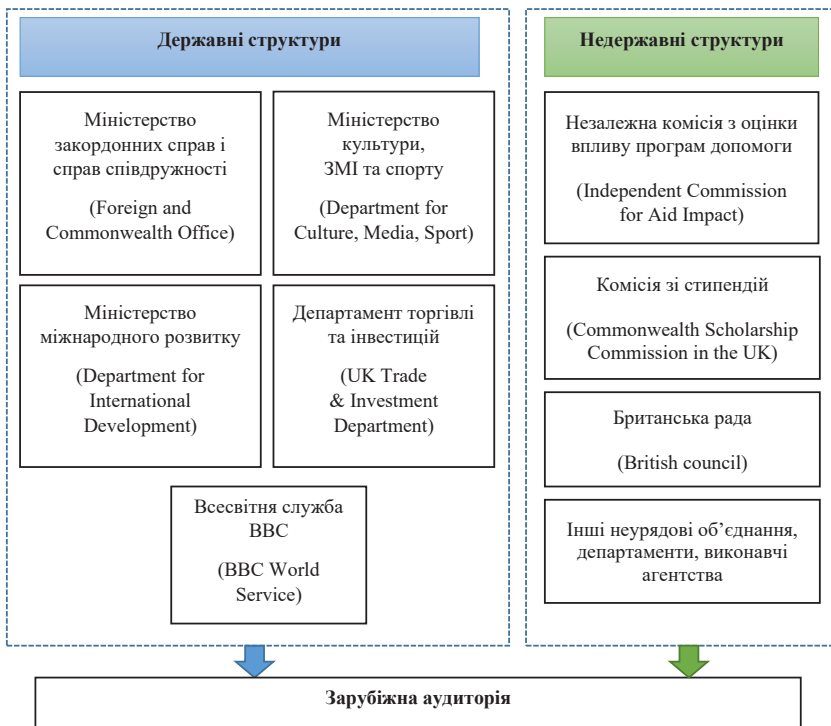 Державні структури
Міністерство
закордонних справ і
справ співдружності
(Foreign and
Commonwealth Office)
Міністерство
культури,
ЗМІ та спорту
(Department for
Culture, Media, Sport)
Міністерство
міжнародного розвитку
(Department for
International
Development)
Департамент торгівлі
та інвестицій
(UK Trade
& Investment
Department)
Всесвітня служба
BBC
(BBC World
Service)
Недержавні структури
Незалежна комісія з оцінки
впливу програм допомоги
(Independent Commission
for Aid Impact)
Комісія зі стипендій
(Commonwealth Scholarship
Commission in the UK)
Британська рада
(British council)
Інші неурядові об’єднання,
департаменти, виконавчі
агентства
Зарубіжна аудиторія